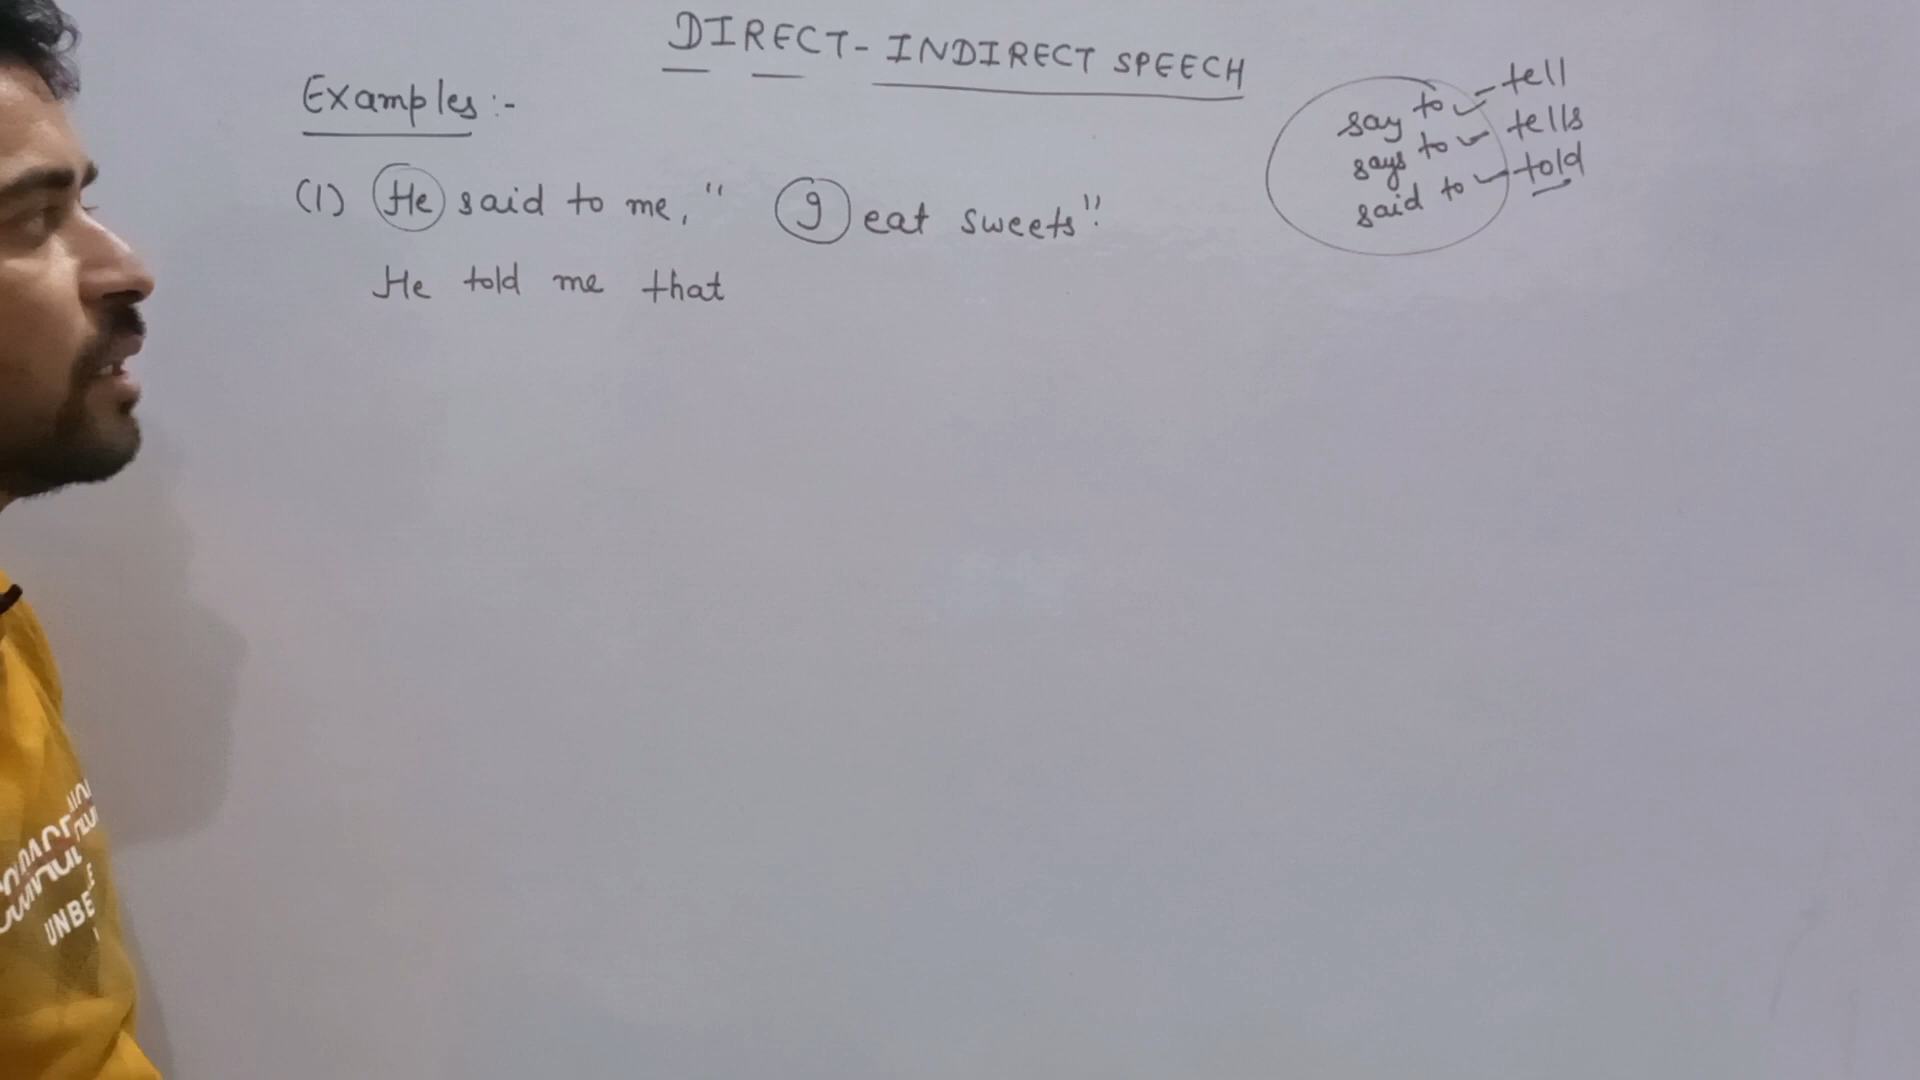 DIRECT-INDIRECT SPEECH
Examples:-
say to - tell
says to - tells
said to - told
(1) He said to me, " I eat sweets".
He told me that
UNBE